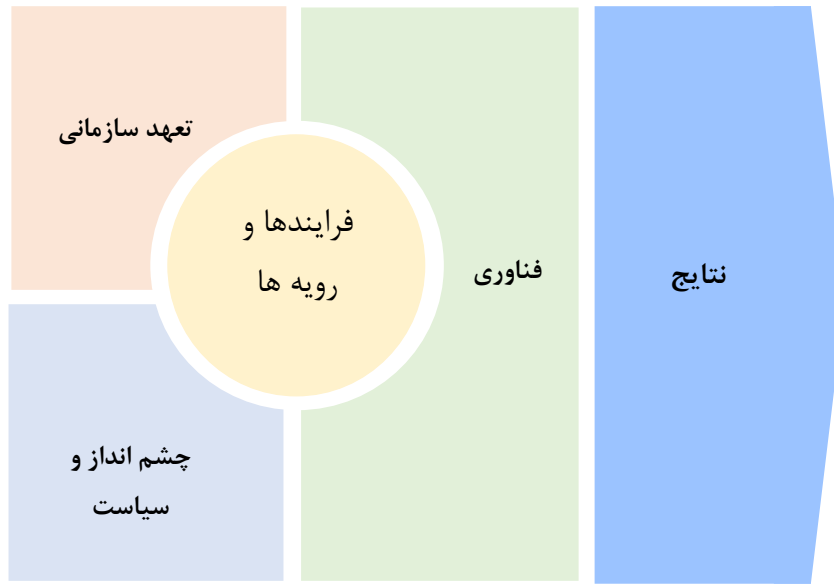 تعهد سازمانی
فرایندها و
رویه ها
فناوری
نتایج
چشم انداز و
سیاست